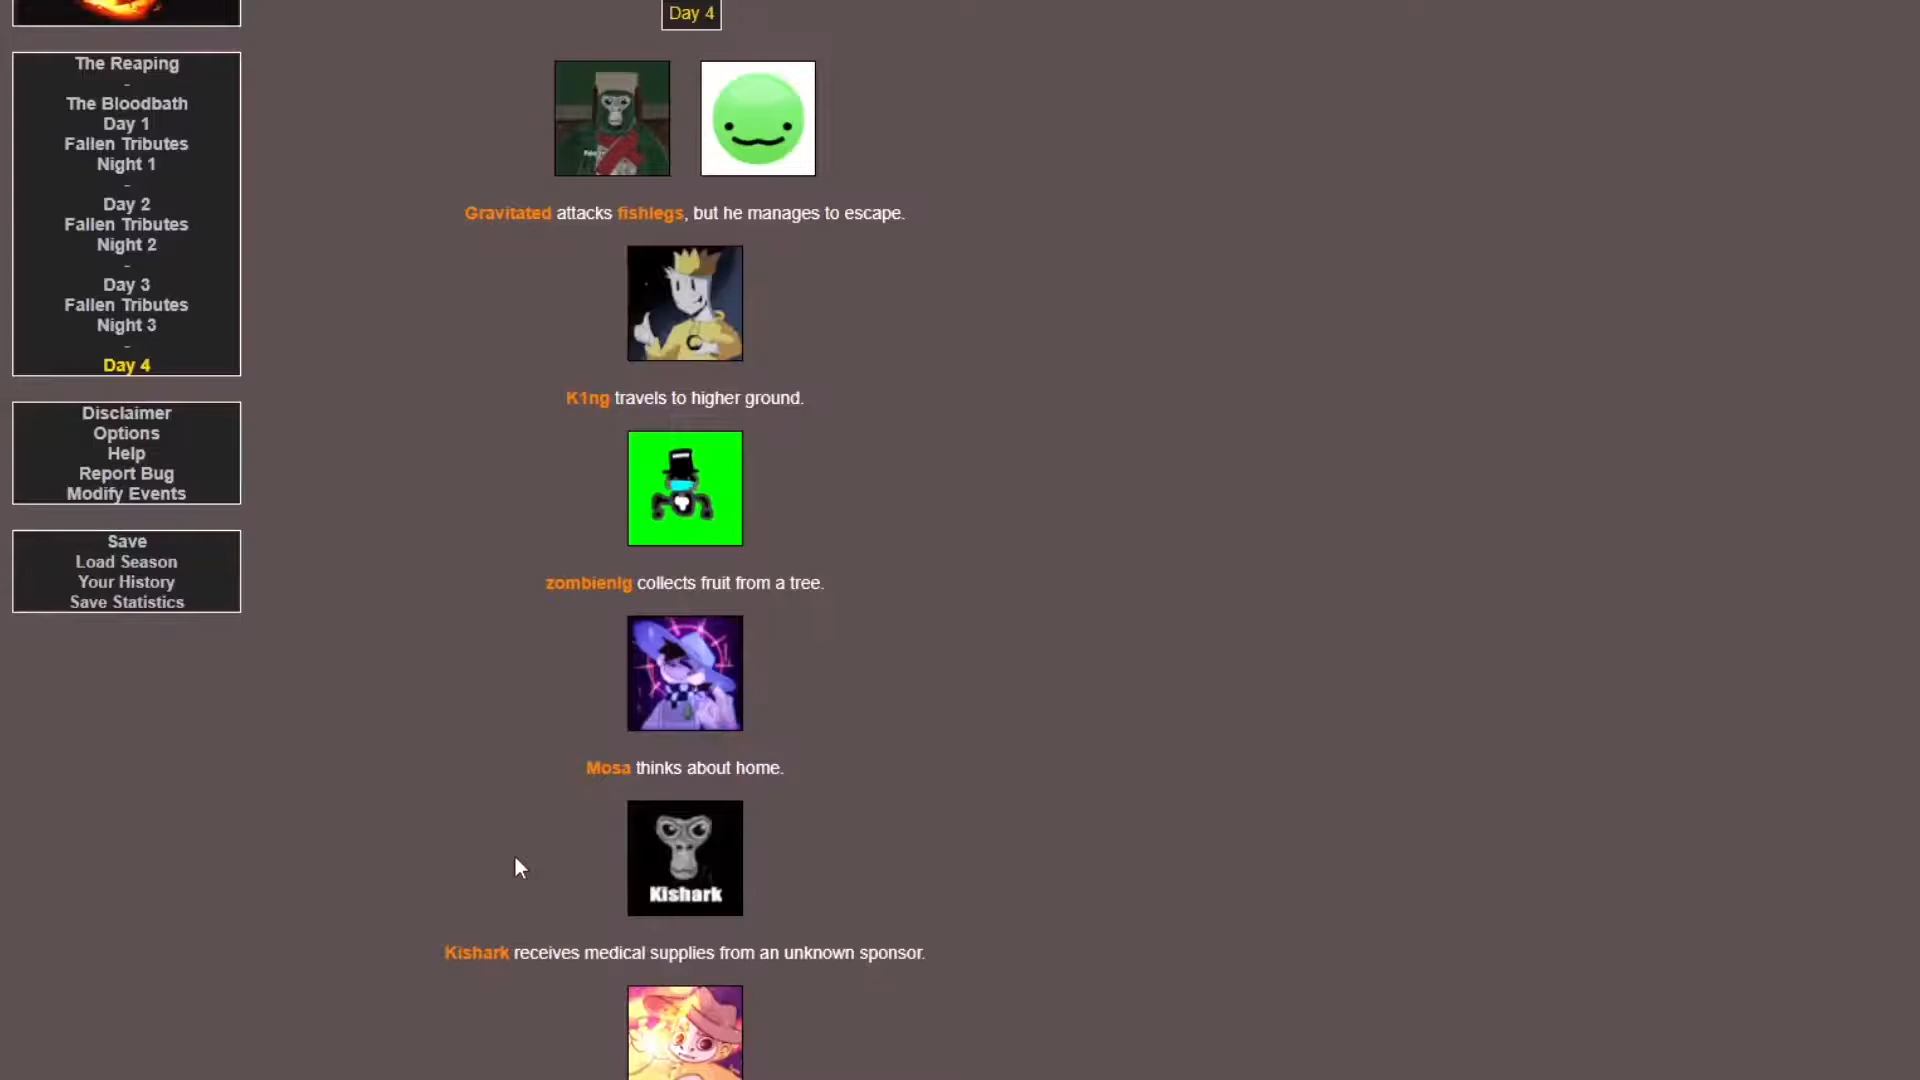 Day 4
The Reaping
-
The Bloodbath
Day 1
Fallen Tributes
Night 1
-
Day 2
Fallen Tributes
Night 2
-
Day 3
Fallen Tributes
Night 3
-
Day 4
Disclaimer
Options
Help
Report Bug
Modify Events
Save
Load Season
Your History
Save Statistics
Gravitated attacks fishlegs, but he manages to escape.
K1ng travels to higher ground.
zombienlg collects fruit from a tree.
Mosa thinks about home.
Kishark
Kishark receives medical supplies from an unknown sponsor.